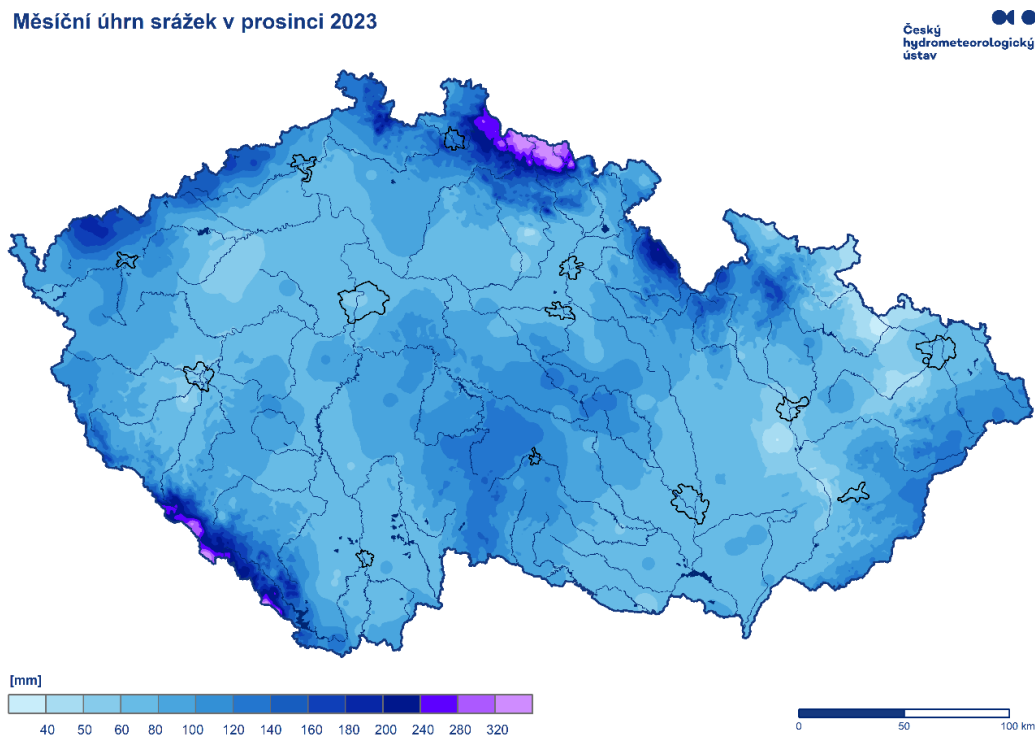 Měsíční úhrn srážek v prosinci 2023
Český
hydrometeorologický
ústav
[mm]
40 50 60 80 100 120 140 160 180 200 240 280 320
0 50 100 km